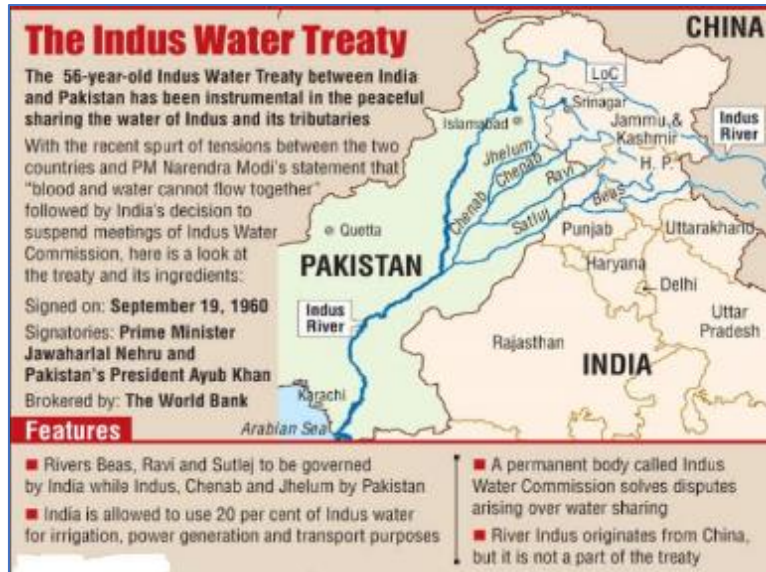 The Indus Water Treaty
The 56-year-old Indus Water Treaty between India
and Pakistan has been instrumental in the peaceful
sharing the water of Indus and its tributaries
With the recent spurt of tensions between the two
countries and PM Narendra Modi's statement that
"blood and water cannot flow together"
followed by India's decision to
suspend meetings of Indus Water
Commission, here is a look at
the treaty and its ingredients:
Signed on: September 19, 1960
Signatories: Prime Minister
Jawaharlal Nehru and
Pakistan's President Ayub Khan
Brokered by: The World Bank
CHINA
LoC
Srinagar
Islamabad
Jammu &
Kashmir
Indus
River
Jhelum
Chenab
H. P.
Ravi
Beas
Chenab
Satluj
Quetta
Punjab
Uttarakhand
PAKISTAN
Haryana
Delhi
Indus
River
Uttar
Pradesh
Rajasthan
INDIA
Karachi
Arabian Sea
Features
Rivers Beas, Ravi and Sutlej to be governed
by India while Indus, Chenab and Jhelum by Pakistan
India is allowed to use 20 per cent of Indus water
for irrigation, power generation and transport purposes
A permanent body called Indus
Water Commission solves disputes
arising over water sharing
River Indus originates from China,
but it is not a part of the treaty